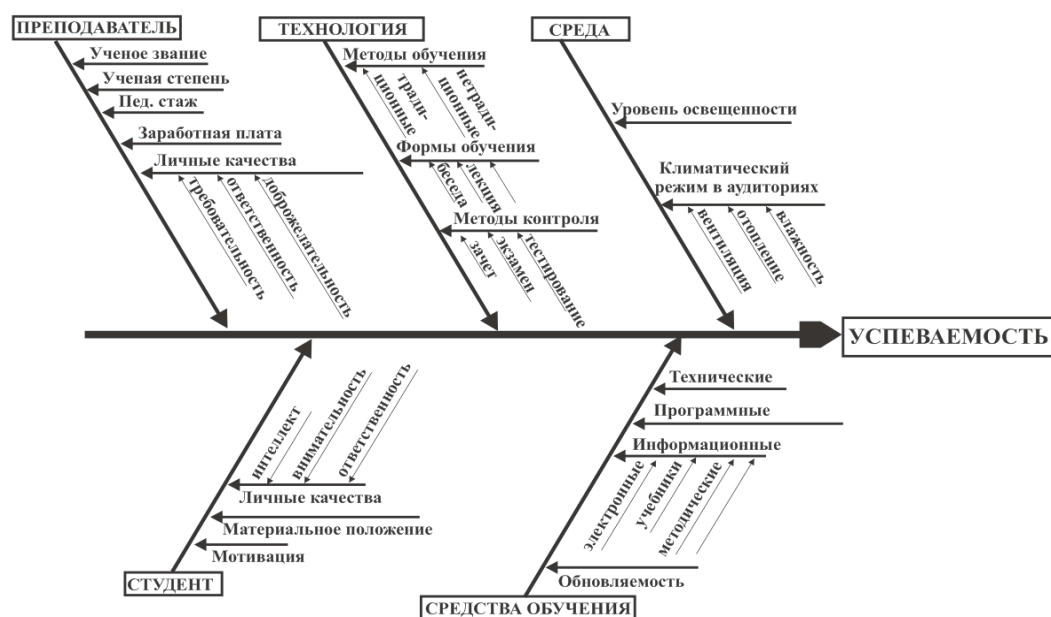 ПРЕПОДАВАТЕЛЬ
Ученое звание
Ученая степень
Пед. стаж
Заработная плата
Личные качества
требовательность
ответственность
доброжелательность
ТЕХНОЛОГИЯ
Методы обучения
тради-
ционные
нетради-
ционные
Формы обучения
беседа
лекция
Методы контроля
зачет
экзамен
тестирование
СРЕДА
Уровень освещенности
Климатический
режим в аудиториях
вентиляция
отопление
влажность
УСПЕВАЕМОСТЬ
интеллект
внимательность
ответственность
Личные качества
Материальное положение
Мотивация
СТУДЕНТ
Технические
Программные
Информационные
электронные
учебники
методические
Обновляемость
СРЕДСТВА ОБУЧЕНИЯ